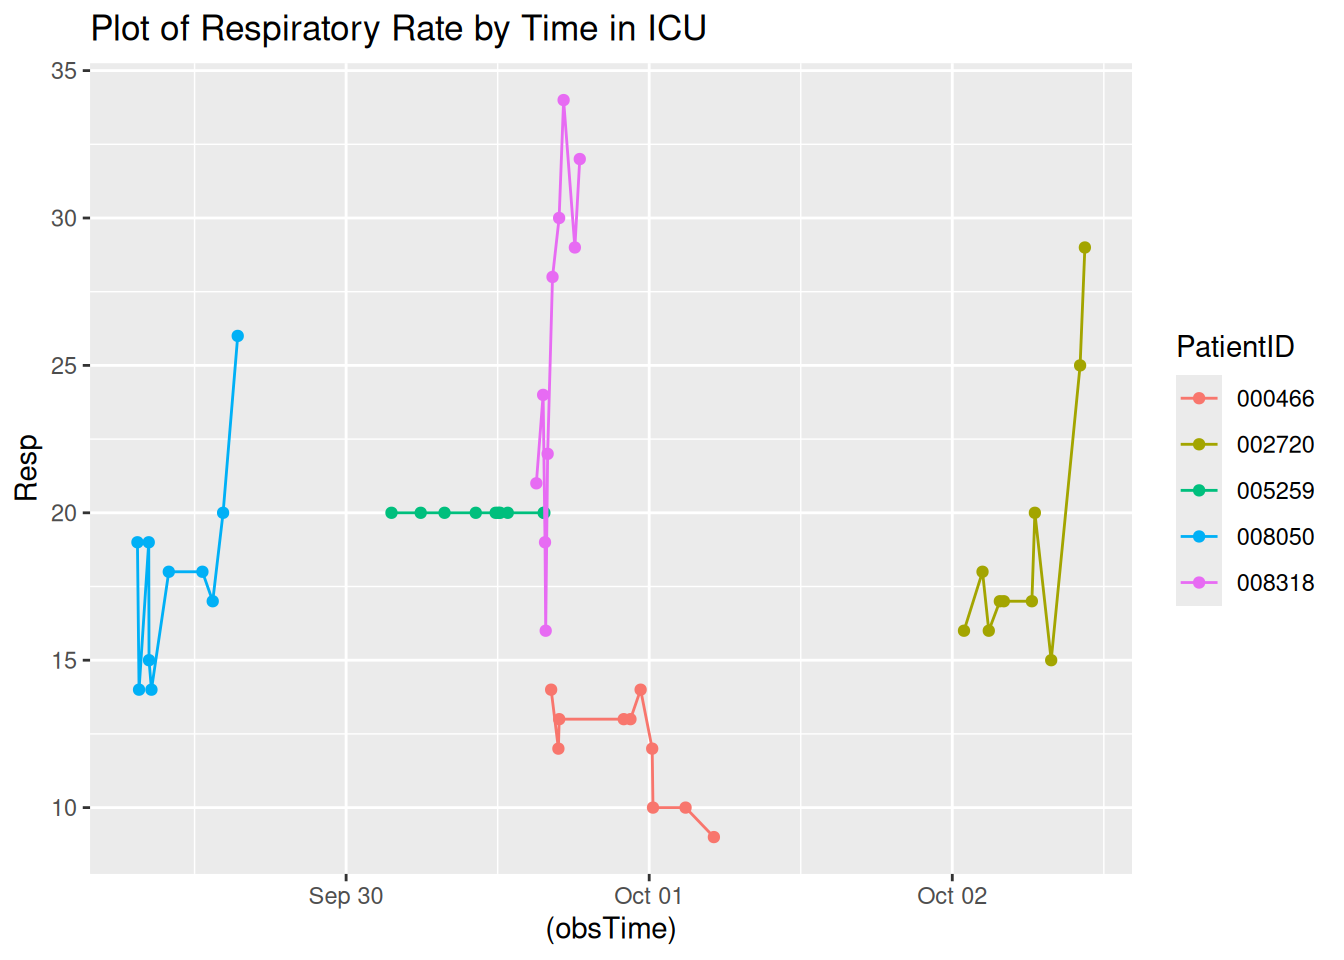 Plot of Respiratory Rate by Time in ICU
35
30
25
20
15
10
Resp
Sep 30
Oct 01
Oct 02
(obsTime)
PatientID
000466
002720
005259
008050
008318